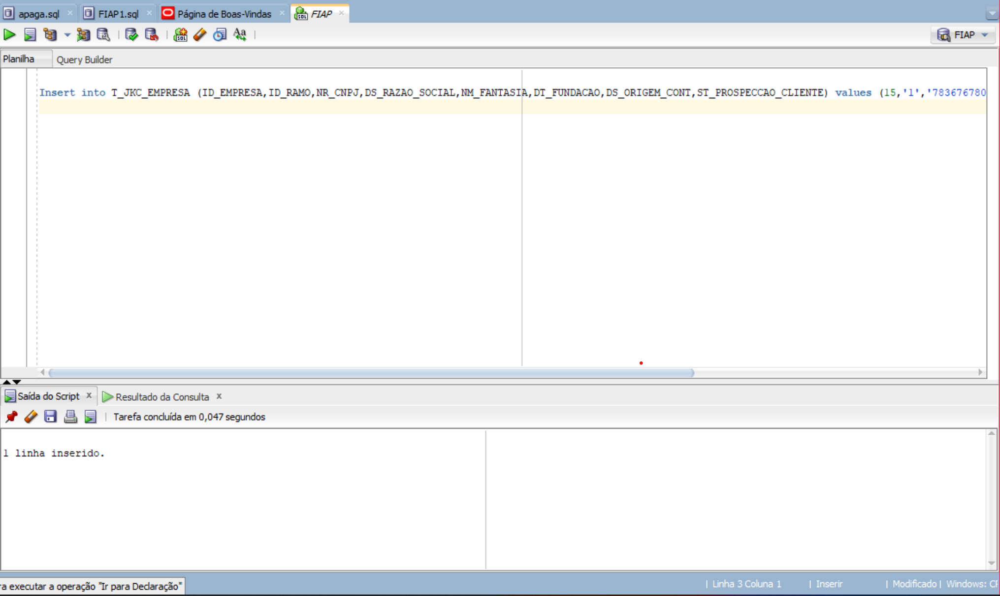 apaga.sql FIAP1.sql Página de Boas-Vindas FIAP
FIAP
Planilha Query Builder
Insert into T_JKC_EMPRESA (ID_EMPRESA,ID_RAMO,NR_CNPJ,DS_RAZAO_SOCIAL,NM_FANTASIA,DT_FUNDACAO,DS_ORIGEM_CONT,ST_PROSPECCAO_CLIENTE) values (15,'1','783676780
Saída do Script Resultado da Consulta
Tarefa concluída em 0,047 segundos
1 linha inserido.
ra executar a operação "Ir para Declaração" | Linha 3 Coluna 1 | Inserir | Modificado | Windows: CF